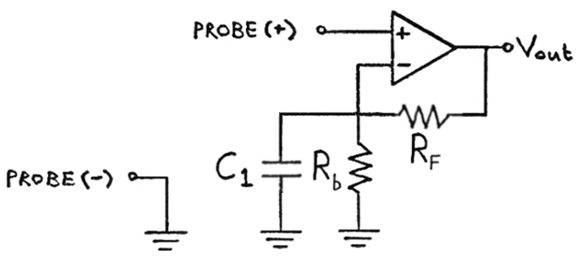 PROBE (+)
+
−
Vout
RF
C1
Rb
PROBE (-)